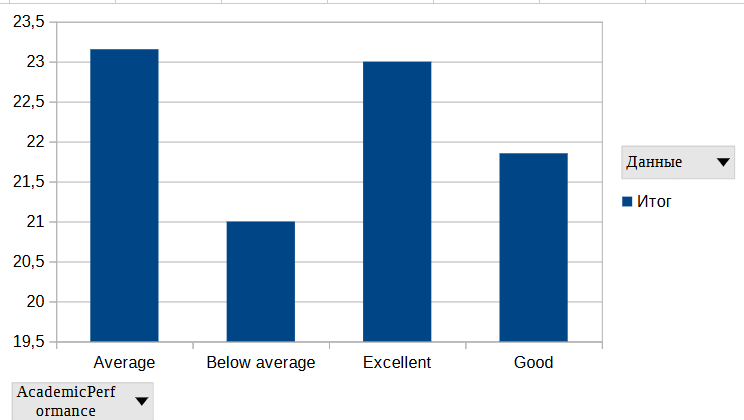 23,5
23
22,5
22
21,5
21
20,5
20
19,5
Average Below average Excellent Good
Данные
Итог
AcademicPerf
ormance